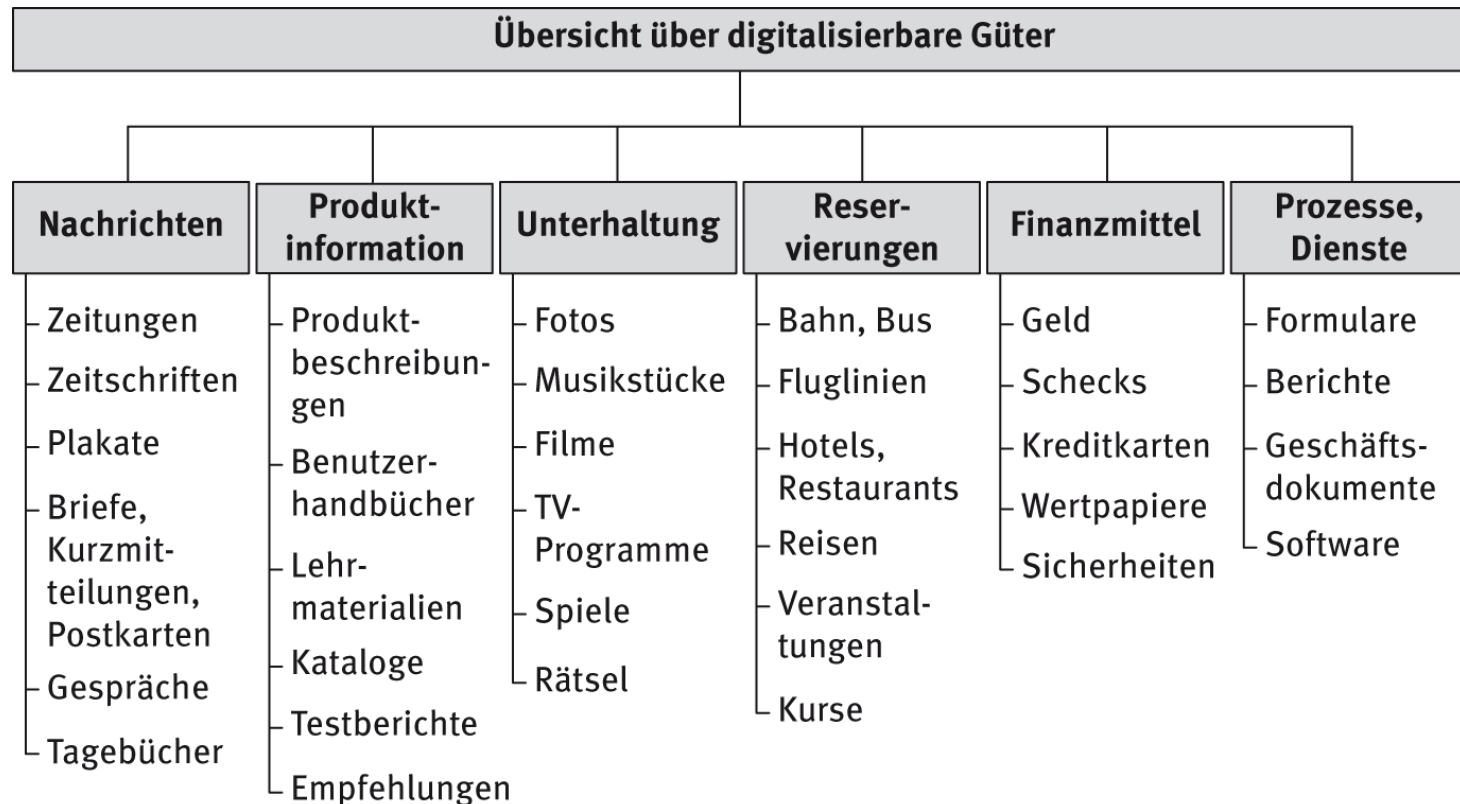 Übersicht über digitalisierbare Güter
Nachrichten
Zeitungen
Zeitschriften
Plakate
Briefe,
Kurzmit-
teilungen,
Postkarten
Gespräche
Tagebücher
Produkt-
information
Produkt-
beschreibun-
gen
Benutzer-
handbücher
Lehr-
materialien
Kataloge
Testberichte
Empfehlungen
Unterhaltung
Fotos
Musikstücke
Filme
TV-
Programme
Spiele
Rätsel
Reser-
vierungen
Bahn, Bus
Fluglinien
Hotels,
Restaurants
Reisen
Veranstal-
tungen
Kurse
Finanzmittel
Geld
Schecks
Kreditkarten
Wertpapiere
Sicherheiten
Prozesse,
Dienste
Formulare
Berichte
Geschäfts-
dokumente
Software